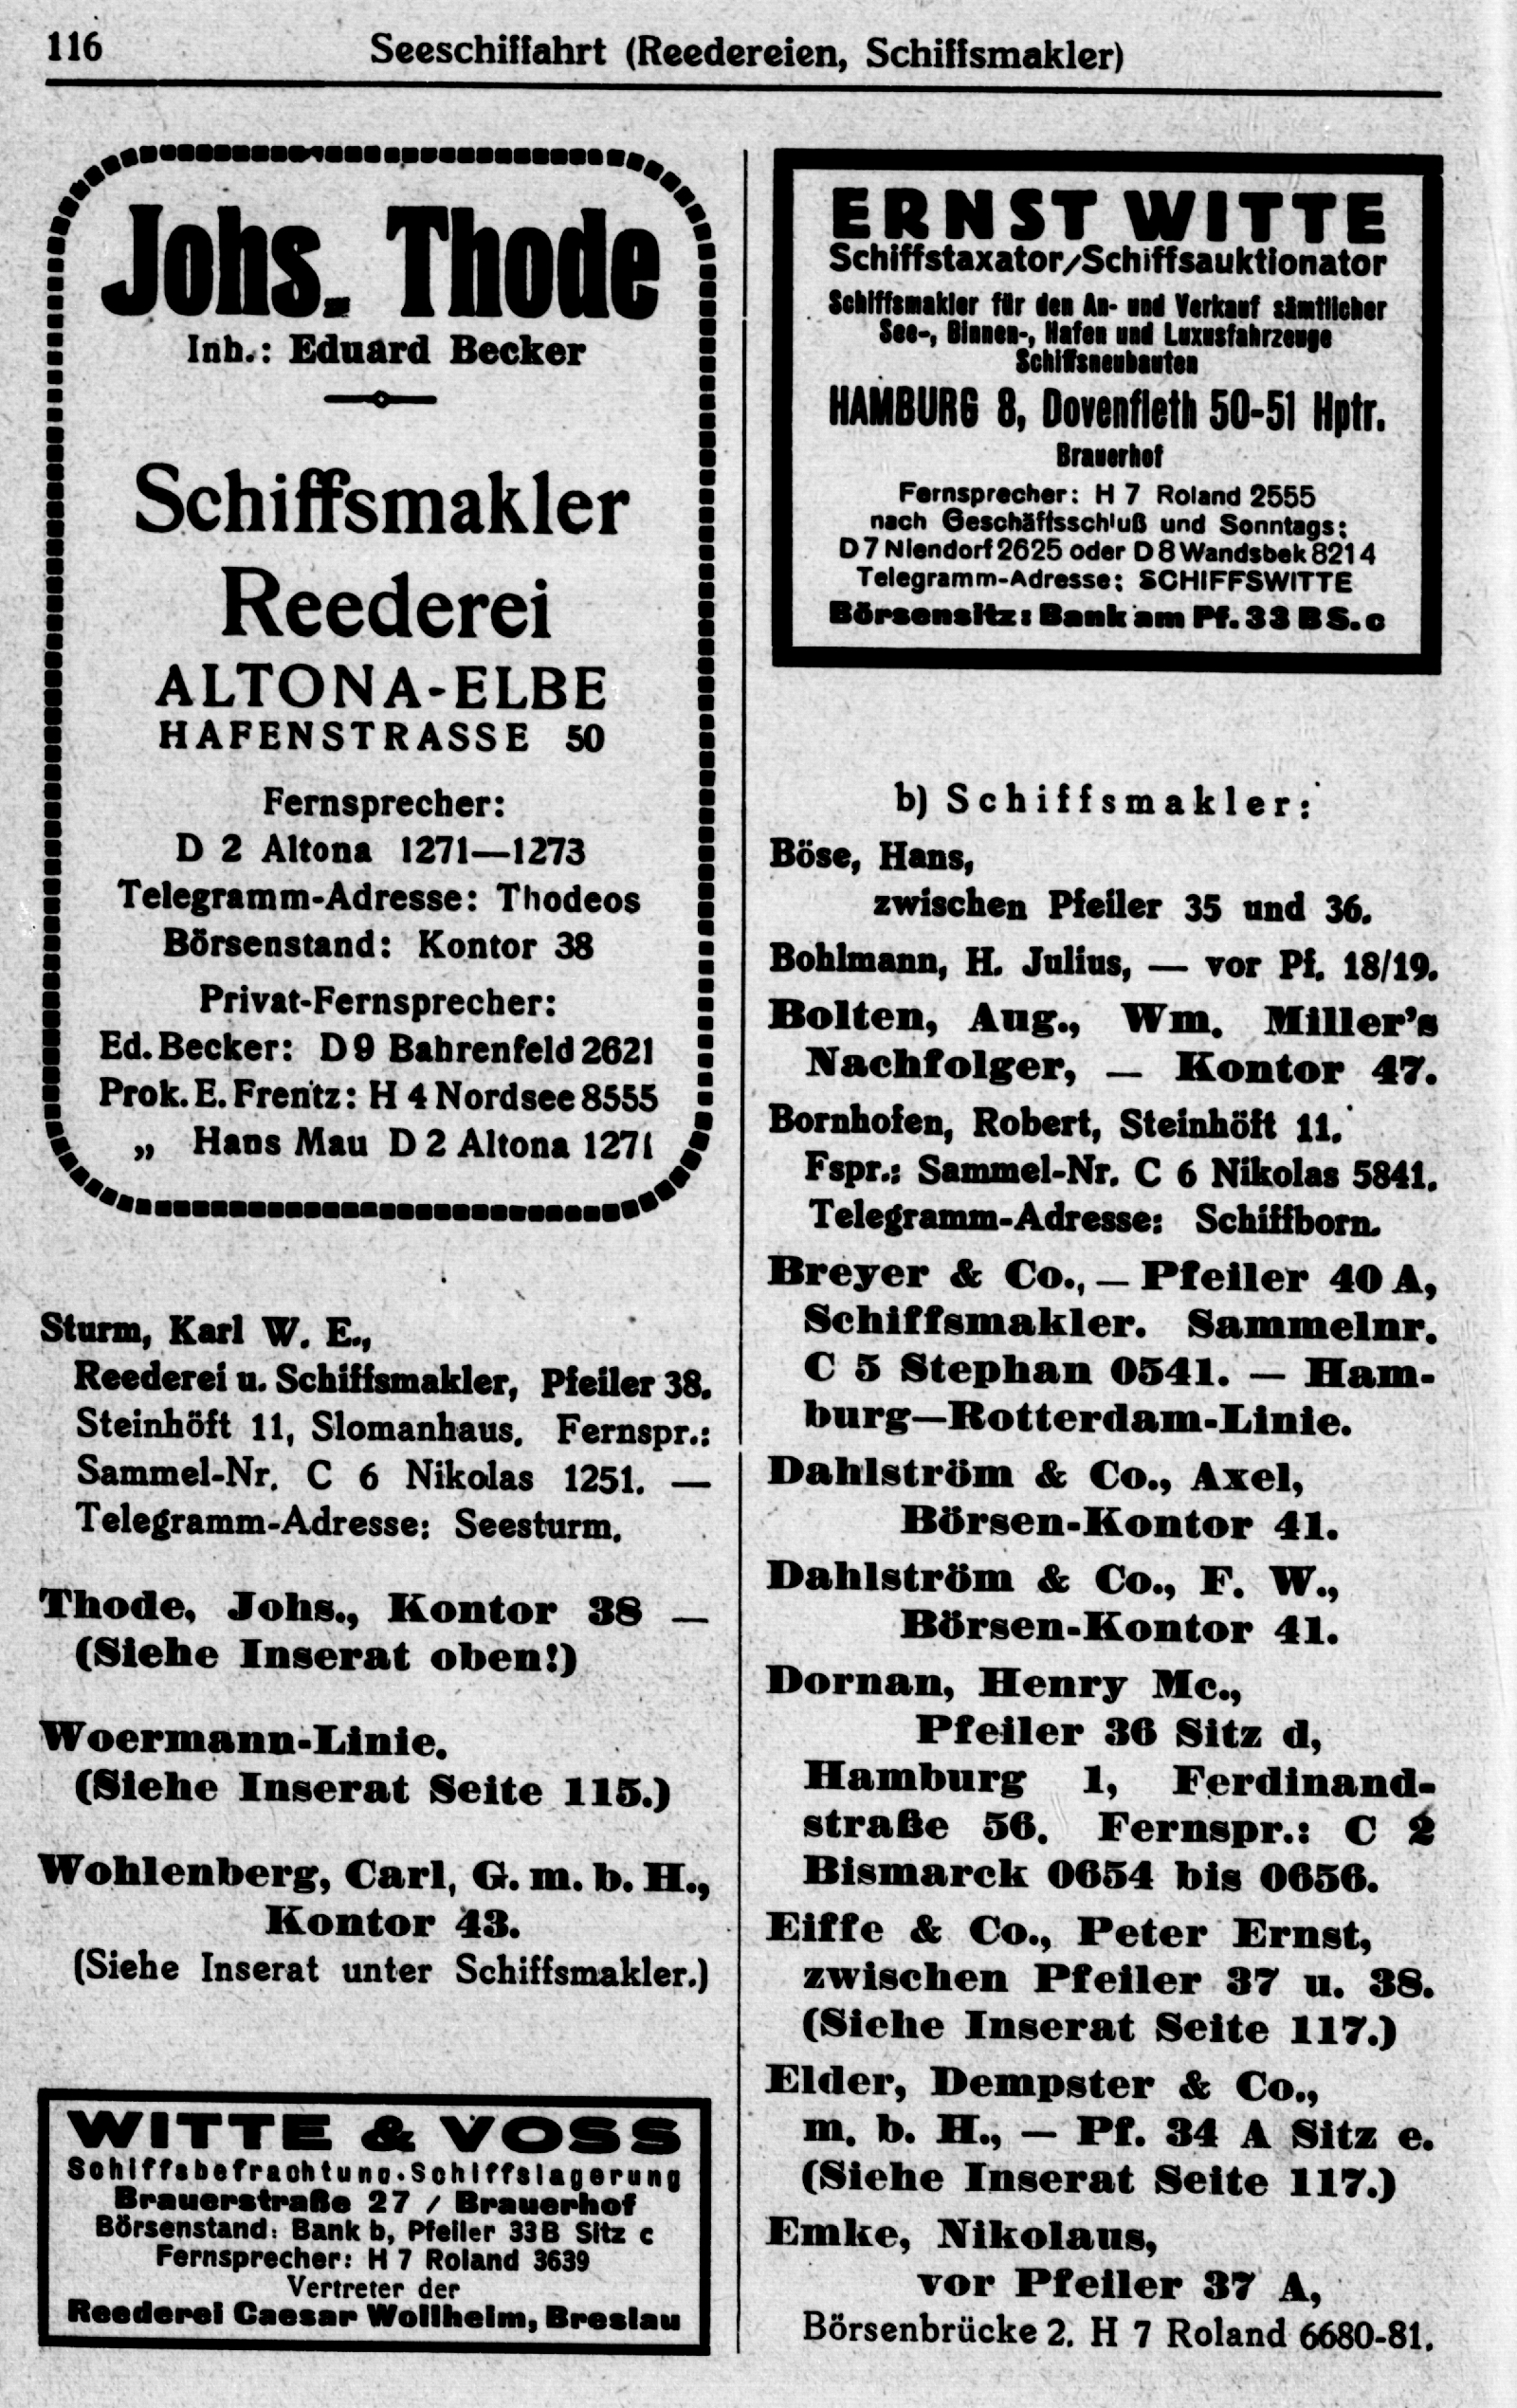 116
Seeschiffahrt (Reedereien, Schiffsmakler)
Johs. Thode
Inh.: Eduard Becker
Schiffsmakler
Reederei
ALTONA-ELBE
HAFENSTRASSE 50
Fernsprecher:
D 2 Altona 1271—1273
Telegramm-Adresse: Thodeos
Börsenstand: Kontor 38
Privat-Fernsprecher:
Ed. Becker: D 9 Bahrenfeld 2621
Prok. E. Frentz: H 4 Nordsee 8555
„ Hans Mau D 2 Altona 1271
Sturm, Karl W. E.,
Reederei u. Schiffsmakler, Pfeiler 38.
Steinhöft 11, Slomanhaus. Fernspr.:
Sammel-Nr. C 6 Nikolas 1251. —
Telegramm-Adresse: Seesturm.
Thode, Johs., Kontor 38 —
(Siehe Inserat oben!)
Woermann-Linie.
(Siehe Inserat Seite 115.)
Wohlenberg, Carl, G. m. b. H.,
Kontor 43.
(Siehe Inserat unter Schiffsmakler.)
WITTE & VOSS
Schiffsbefrachtung · Schiffslagerung
Brauerstraße 27 / Brauerhof
Börsenstand: Bank b, Pfeiler 33B Sitz c
Fernsprecher: H 7 Roland 3639
Vertreter der
Reederei Caesar Wollheim, Breslau
ERNST WITTE
Schiffstaxator/Schiffsauktionator
Schiffsmakler für den An- und Verkauf sämtlicher
See-, Binnen-, Hafen und Luxusfahrzeuge
Schiffsneubauten
HAMBURG 8, Dovenfleth 50-51 Hptr.
Brauerhof
Fernsprecher: H 7 Roland 2555
nach Geschäftsschluß und Sonntags:
D 7 Niendorf 2625 oder D 8 Wandsbek 8214
Telegramm-Adresse: SCHIFFSWITTE
Börsensitz: Bank am Pf. 33 B S. c
b) Schiffsmakler:
Böse, Hans,
zwischen Pfeiler 35 und 36.
Bohlmann, H. Julius, — vor Pf. 18/19.
Bolten, Aug., Wm. Miller's
Nachfolger, — Kontor 47.
Bornhofen, Robert, Steinhöft 11.
Fspr.: Sammel-Nr. C 6 Nikolas 5841.
Telegramm-Adresse: Schiffborn.
Breyer & Co., — Pfeiler 40 A,
Schiffsmakler. Sammelnr.
C 5 Stephan 0541. — Ham-
burg—Rotterdam-Linie.
Dahlström & Co., Axel,
Börsen-Kontor 41.
Dahlström & Co., F. W.,
Börsen-Kontor 41.
Dornan, Henry Mc.,
Pfeiler 36 Sitz d,
Hamburg 1, Ferdinand-
straße 56. Fernspr.: C 2
Bismarck 0654 bis 0656.
Eiffe & Co., Peter Ernst,
zwischen Pfeiler 37 u. 38.
(Siehe Inserat Seite 117.)
Elder, Dempster & Co.,
m. b. H., — Pf. 34 A Sitz e.
(Siehe Inserat Seite 117.)
Emke, Nikolaus,
vor Pfeiler 37 A,
Börsenbrücke 2. H 7 Roland 6680-81.